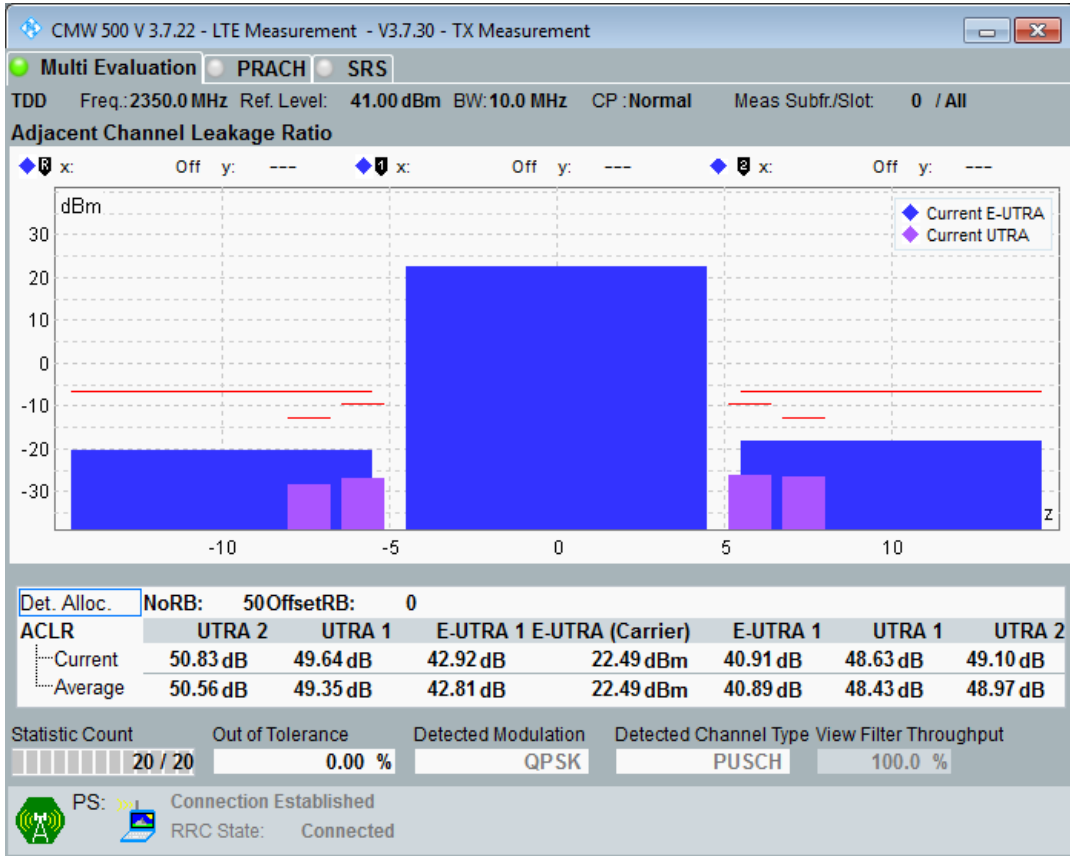 CMW 500 V 3.7.22 - LTE Measurement - V3.7.30 - TX Measurement
Multi Evaluation PRACH SRS
TDD Freq.: 2350.0 MHz Ref. Level: 41.00 dBm BW: 10.0 MHz CP : Normal Meas Subfr./Slot: 0 / All
Adjacent Channel Leakage Ratio
R x: Off y: --- 1 x: Off y: --- 2 x: Off y: ---
dBm
Current E-UTRA
Current UTRA
30
20
10
0
-10
-20
-30
z
-10 -5 0 5 10
Det. Alloc. NoRB: 50 OffsetRB: 0
ACLR UTRA 2 UTRA 1 E-UTRA 1 E-UTRA (Carrier) E-UTRA 1 UTRA 1 UTRA 2
Current 50.83 dB 49.64 dB 42.92 dB 22.49 dBm 40.91 dB 48.63 dB 49.10 dB
Average 50.56 dB 49.35 dB 42.81 dB 22.49 dBm 40.89 dB 48.43 dB 48.97 dB
Statistic Count Out of Tolerance Detected Modulation Detected Channel Type View Filter Throughput
20 / 20 0.00 % QPSK PUSCH 100.0 %
PS: Connection Established
RRC State: Connected